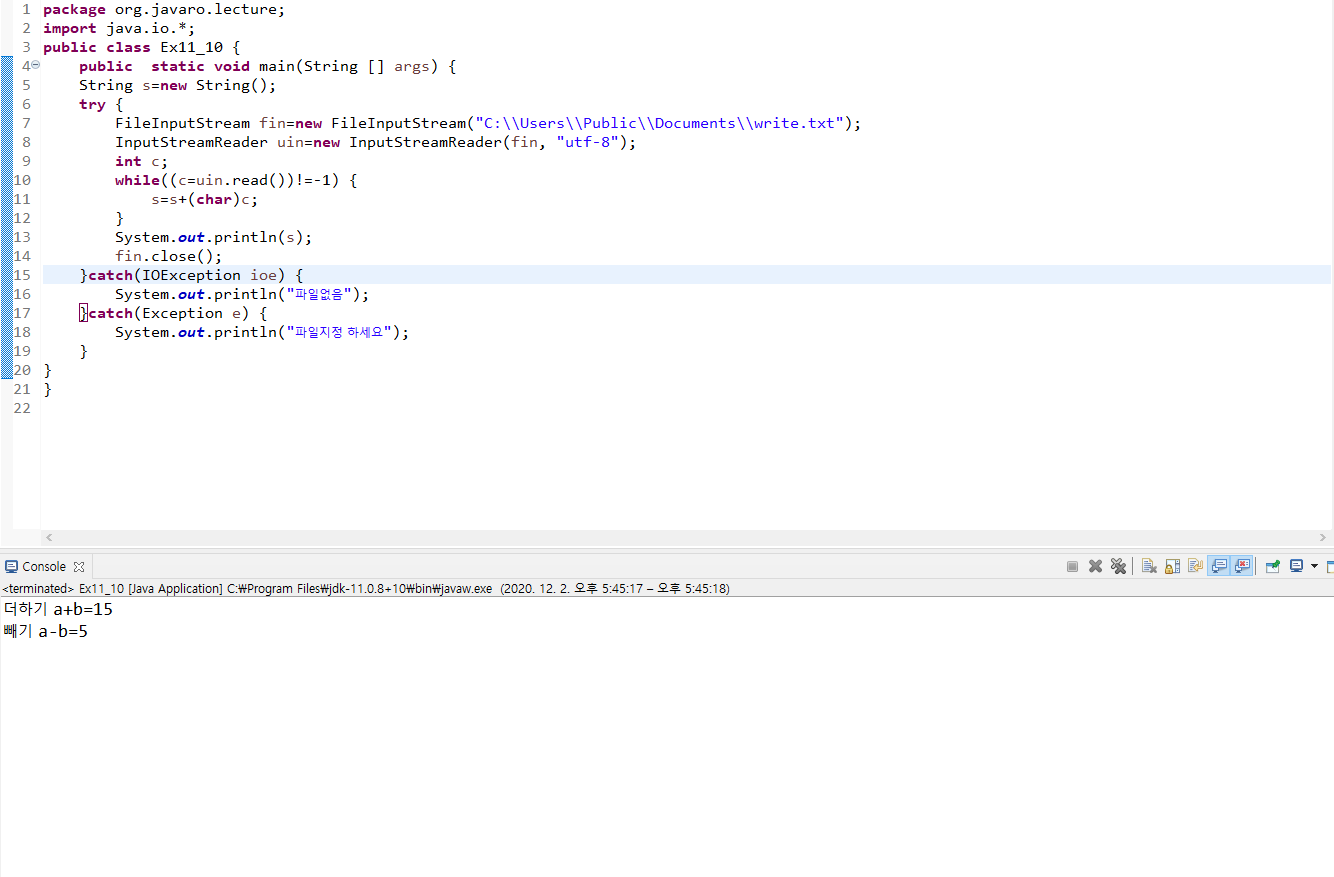 1 package org.javaro.lecture;
2 import java.io.*;
3 public class Ex11_10 {
4     public  static void main(String [] args) {
5     String s=new String();
6     try {
7         FileInputStream fin=new FileInputStream("C:\\Users\\Public\\Documents\\write.txt");
8         InputStreamReader uin=new InputStreamReader(fin, "utf-8");
9         int c;
10         while((c=uin.read())!=-1) {
11             s=s+(char)c;
12         }
13         System.out.println(s);
14         fin.close();
15     }catch(IOException ioe) {
16         System.out.println("파일없음");
17     }catch(Exception e) {
18         System.out.println("파일지정 하세요");
19     }
20 }
21 }
22
Console
<terminated> Ex11_10 [Java Application] C:₩Program Files₩jdk-11.0.8+10₩bin₩javaw.exe  (2020. 12. 2. 오후 5:45:17 – 오후 5:45:18)
더하기 a+b=15
빼기 a-b=5